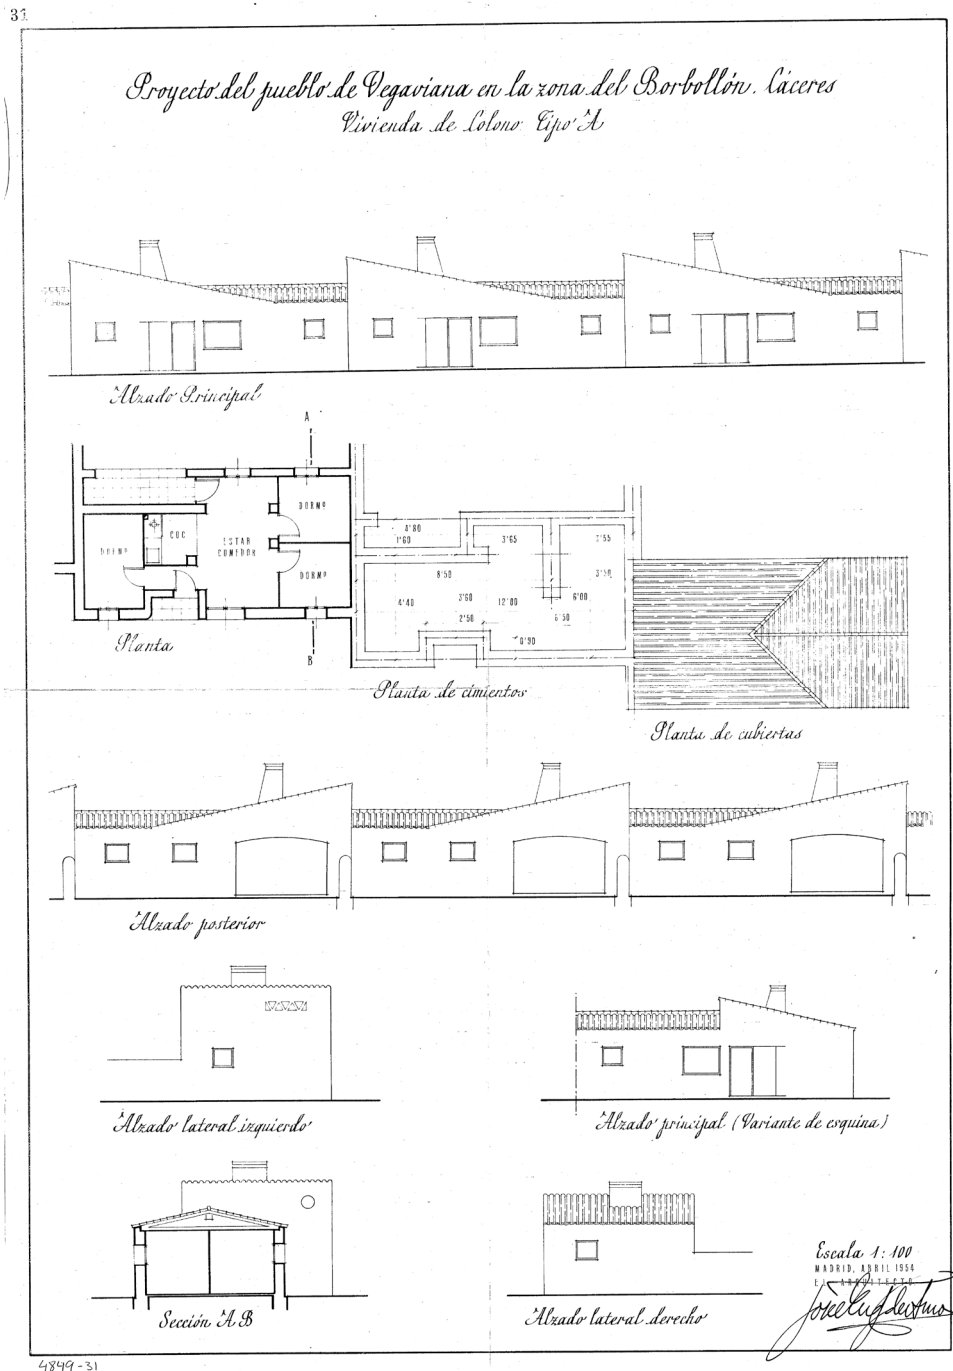 31
Proyecto del pueblo de Vegaviana en la zona del Borbollón. Cáceres
Vivienda de Colono Tipo A
Alzado Principal
A
DORMº
COC
ESTAR
COMEDOR
DORMº
DORMº
B
Planta
4'80
1'60
3'65
3'55
8'50
3'50
4'40
3'60
12'00
6'00
2'50
6'50
0'90
Planta de cimientos
Planta de cubiertas
Alzado posterior
Alzado lateral izquierdo
Alzado principal (Variante de esquina)
Sección A B
Alzado lateral derecho
Escala 1:100
MADRID, ABRIL 1954
EL ARQUITECTO
4849-31